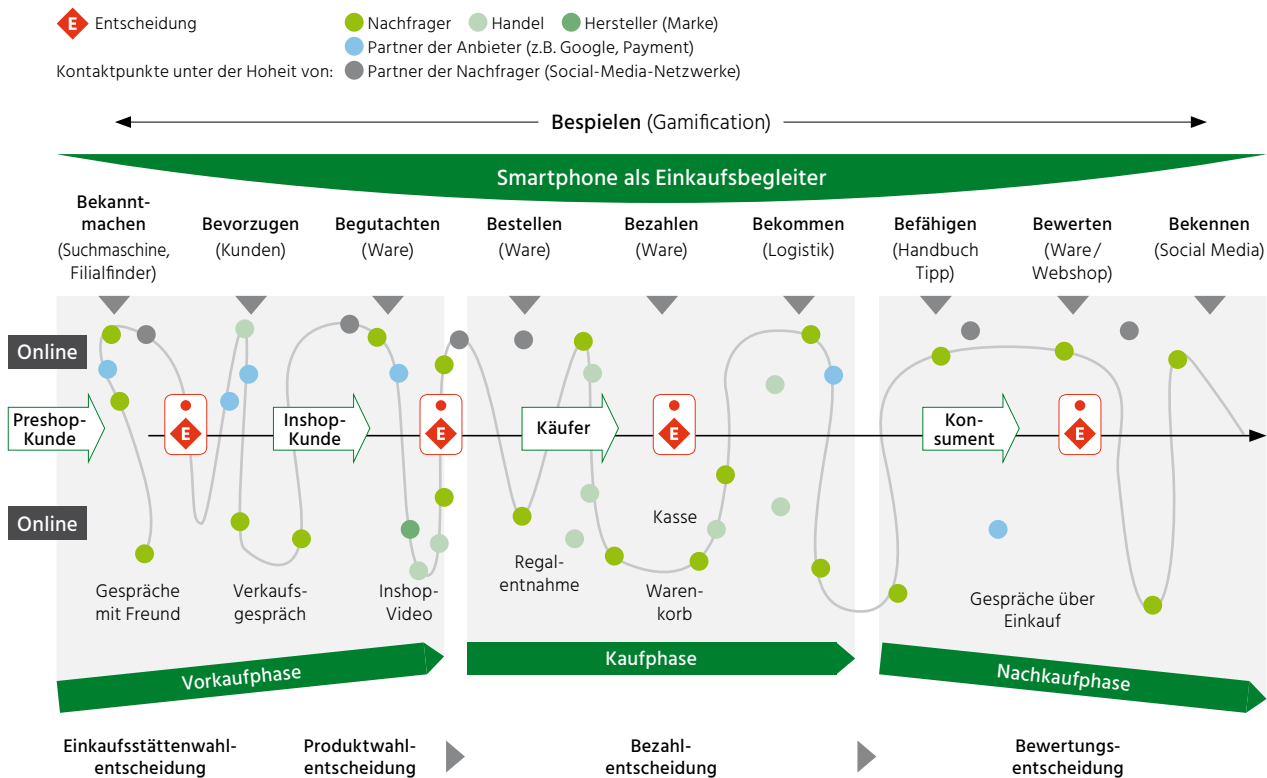 E Entscheidung
Nachfrager Handel Hersteller (Marke)
Partner der Anbieter (z.B. Google, Payment)
Kontaktpunkte unter der Hoheit von: Partner der Nachfrager (Social-Media-Netzwerke)
Bespielen (Gamification)
Smartphone als Einkaufsbegleiter
Bekannt-
machen
(Suchmaschine,
Filialfinder)
Bevorzugen
(Kunden)
Begutachten
(Ware)
Bestellen
(Ware)
Bezahlen
(Ware)
Bekommen
(Logistik)
Befähigen
(Handbuch
Tipp)
Bewerten
(Ware/
Webshop)
Bekennen
(Social Media)
Online
Preshop-
Kunde
E
Inshop-
Kunde
E
Käufer
E
Kon-
sument
E
Online
Gespräche
mit Freund
Verkaufs-
gespräch
Inshop-
Video
Regal-
entnahme
Kasse
Waren-
korb
Gespräche über
Einkauf
Vorkaufphase
Kaufphase
Nachkaufphase
Einkaufsstättenwahl-
entscheidung
Produktwahl-
entscheidung
Bezahl-
entscheidung
Bewertungs-
entscheidung